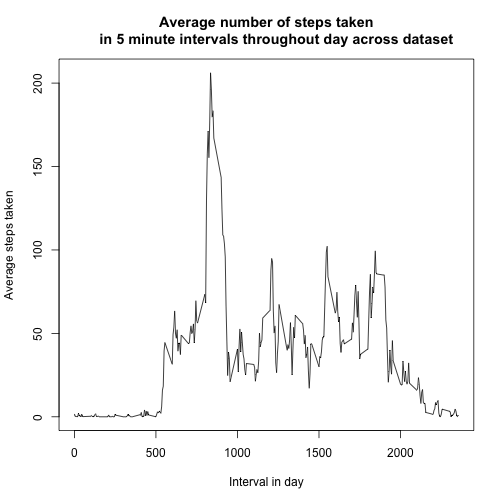 Average number of steps taken
in 5 minute intervals throughout day across dataset
Average steps taken
200
150
100
50
0
0 500 1000 1500 2000
Interval in day